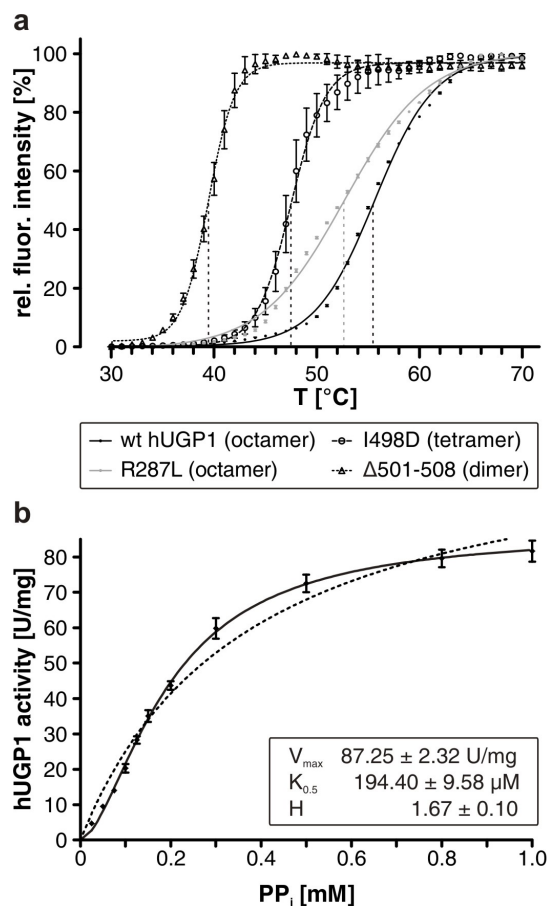 a
rel. fluor. intensity [%]
100
80
60
40
20
0
30 40 50 60 70
T [°C]
wt hUGP1 (octamer) I498D (tetramer)
R287L (octamer) Δ501-508 (dimer)
b
hUGP1 activity [U/mg]
80
70
60
50
40
30
20
10
0
Vmax 87.25 ± 2.32 U/mg
K0.5 194.40 ± 9.58 µM
H 1.67 ± 0.10
0 0.2 0.4 0.6 0.8 1.0
PPi [mM]